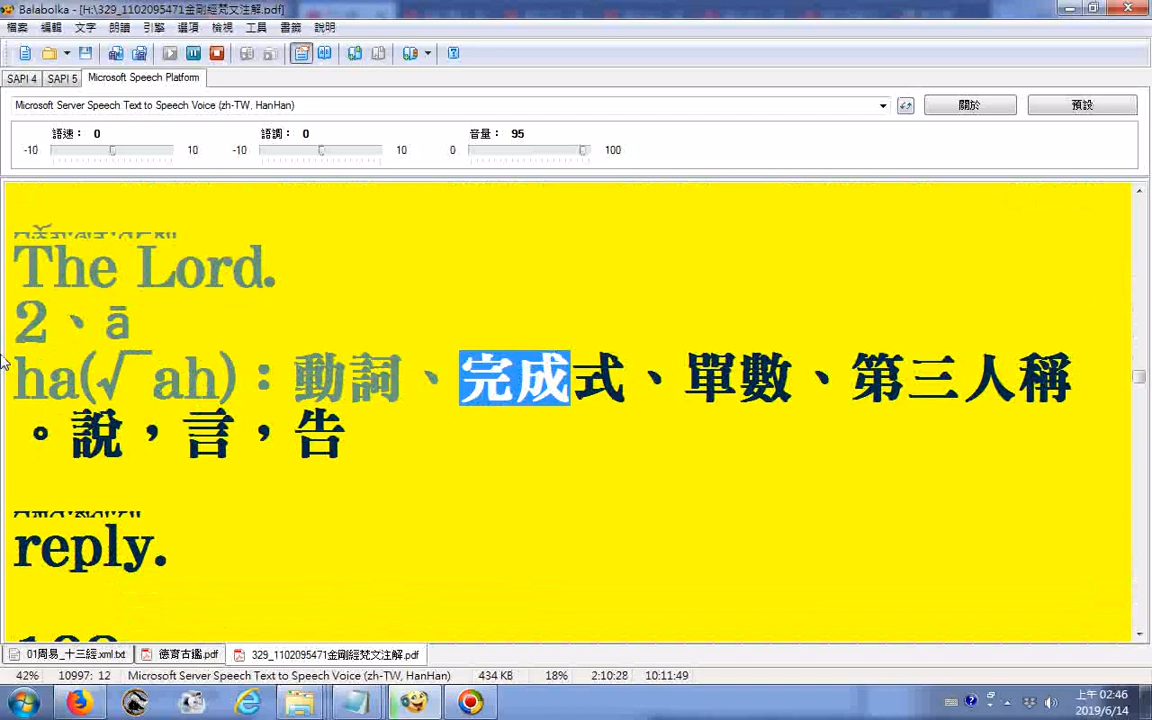 Balabolka - [H:\329_1102095471金剛經梵文注解.pdf]
檔案 編輯 文字 朗讀 引擎 選項 檢視 工具 書籤 說明
SAPI 4 SAPI 5 Microsoft Speech Platform
Microsoft Server Speech Text to Speech Voice (zh-TW, HanHan) 關於 預設
語速： 0 語調： 0 音量： 95
-10 10 -10 10 0 100
The Lord.
2、ā
ha(√ ah)：動詞、完成式、單數、第三人稱
。說，言，告
reply.
01周易_十三經.xml.txt 德育古鑑.pdf 329_1102095471金剛經梵文注解.pdf
42% 10997: 12 Microsoft Server Speech Text to Speech Voice (zh-TW, HanHan) 434 KB 18% 2:10:28 10:11:49
上午 02:46
2019/6/14